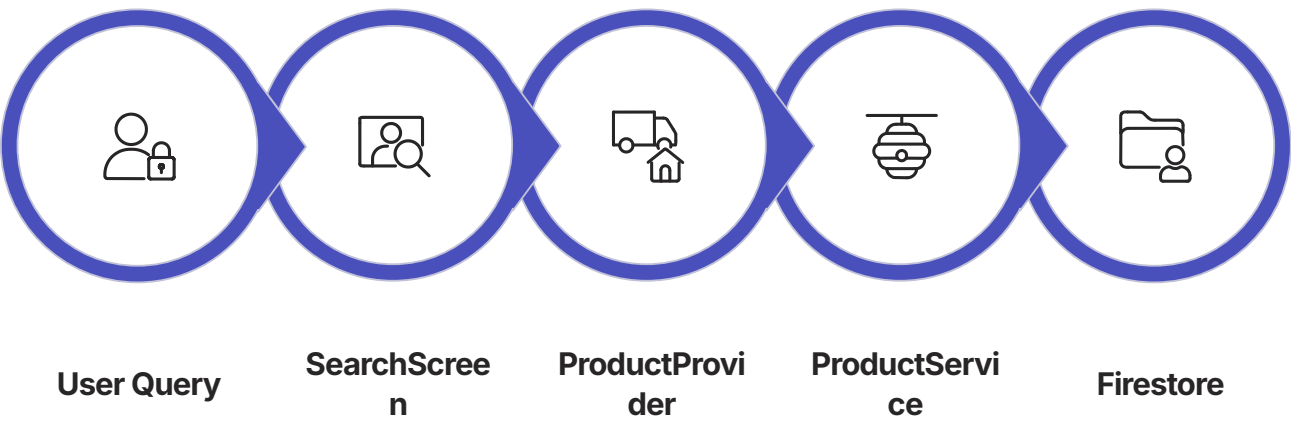 User Query
SearchScree
n
ProductProvi
der
ProductServi
ce
Firestore